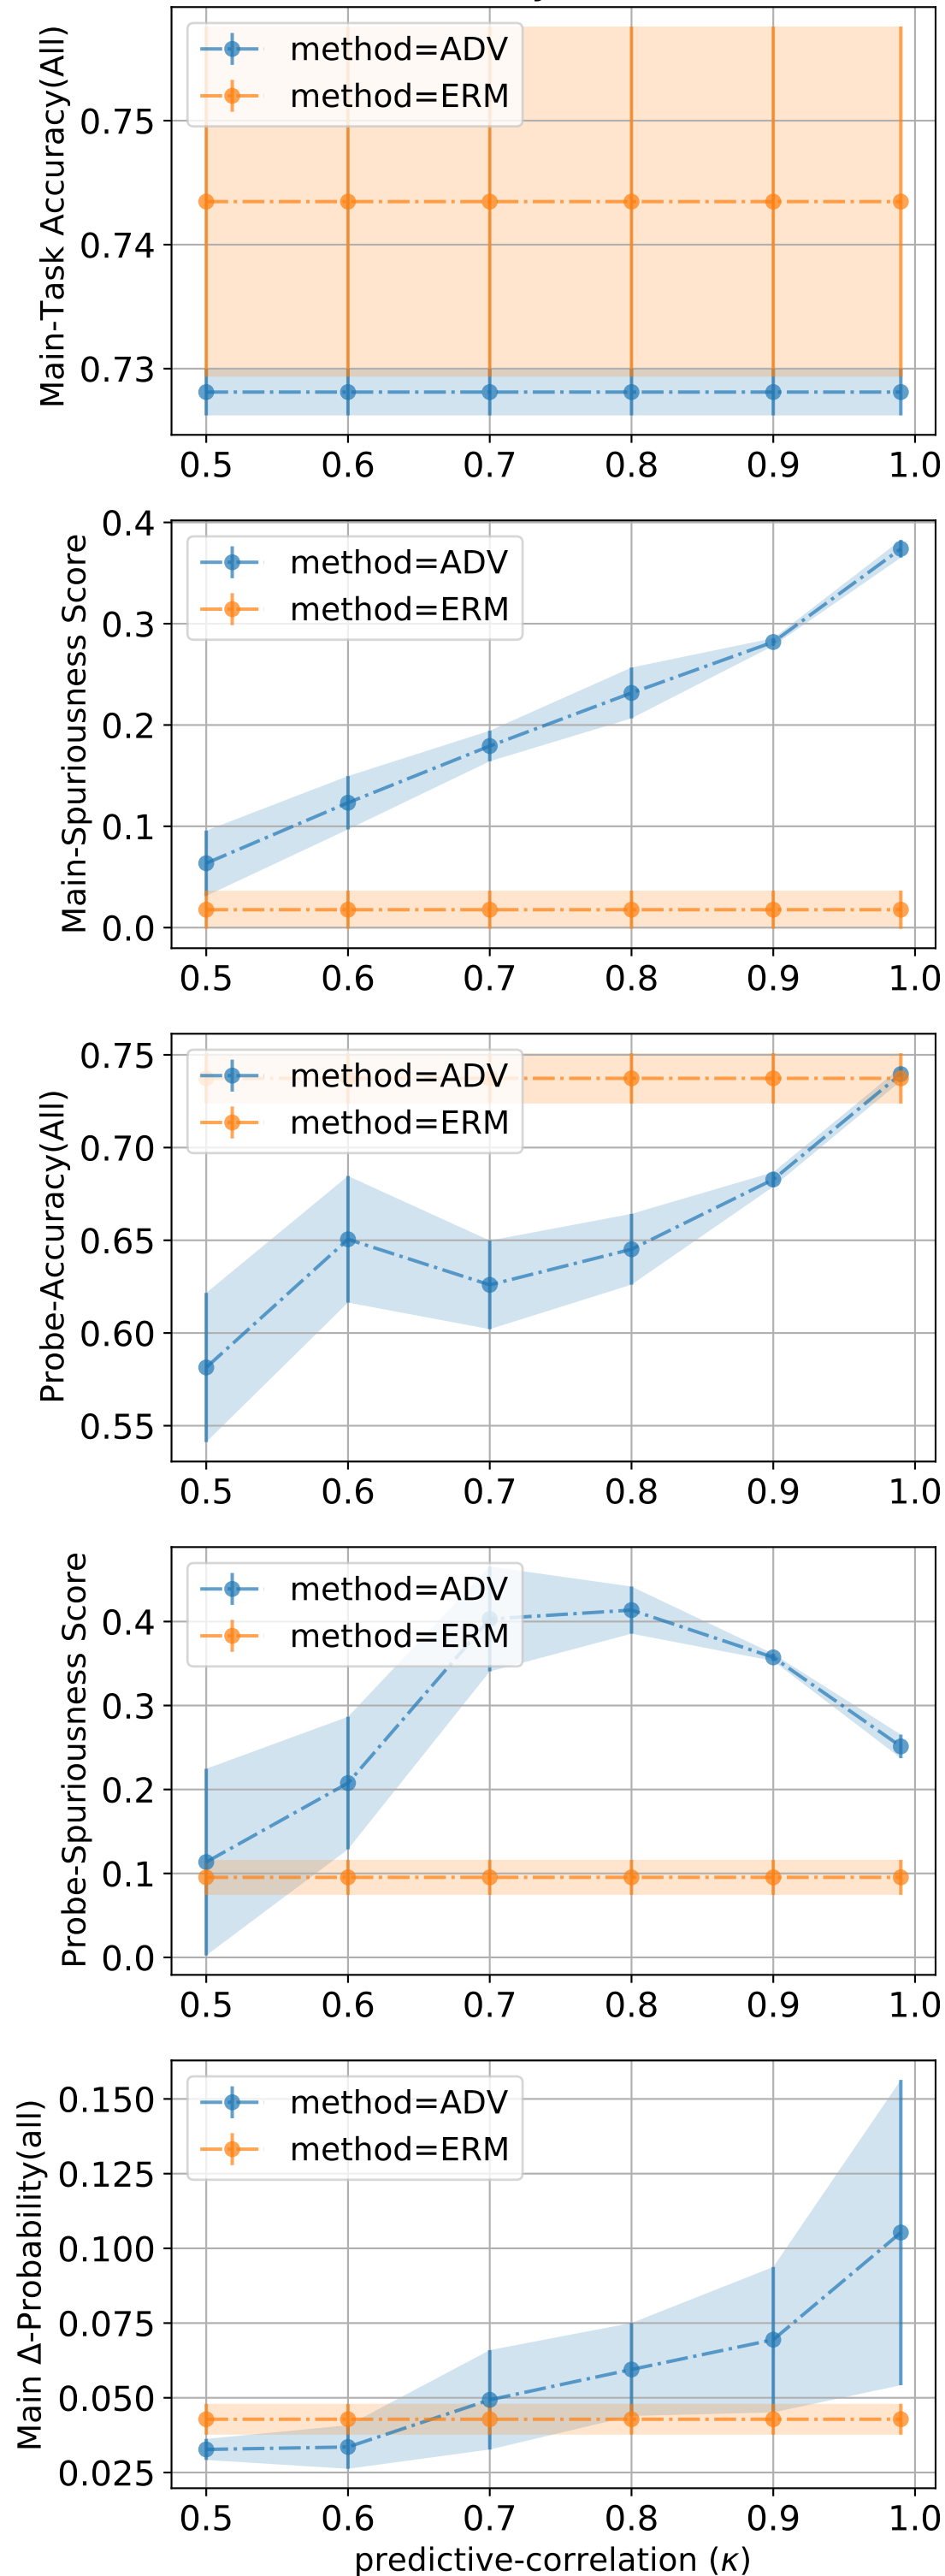 method=ADV
method=ERM
Main-Task Accuracy(All)
0.75
0.74
0.73
0.5 0.6 0.7 0.8 0.9 1.0
method=ADV
method=ERM
Main-Spuriousness Score
0.4
0.3
0.2
0.1
0.0
0.5 0.6 0.7 0.8 0.9 1.0
method=ADV
method=ERM
Probe-Accuracy(All)
0.75
0.70
0.65
0.60
0.55
0.5 0.6 0.7 0.8 0.9 1.0
method=ADV
method=ERM
Probe-Spuriousness Score
0.4
0.3
0.2
0.1
0.0
0.5 0.6 0.7 0.8 0.9 1.0
method=ADV
method=ERM
Main Δ-Probability(all)
0.150
0.125
0.100
0.075
0.050
0.025
0.5 0.6 0.7 0.8 0.9 1.0
predictive-correlation (κ)